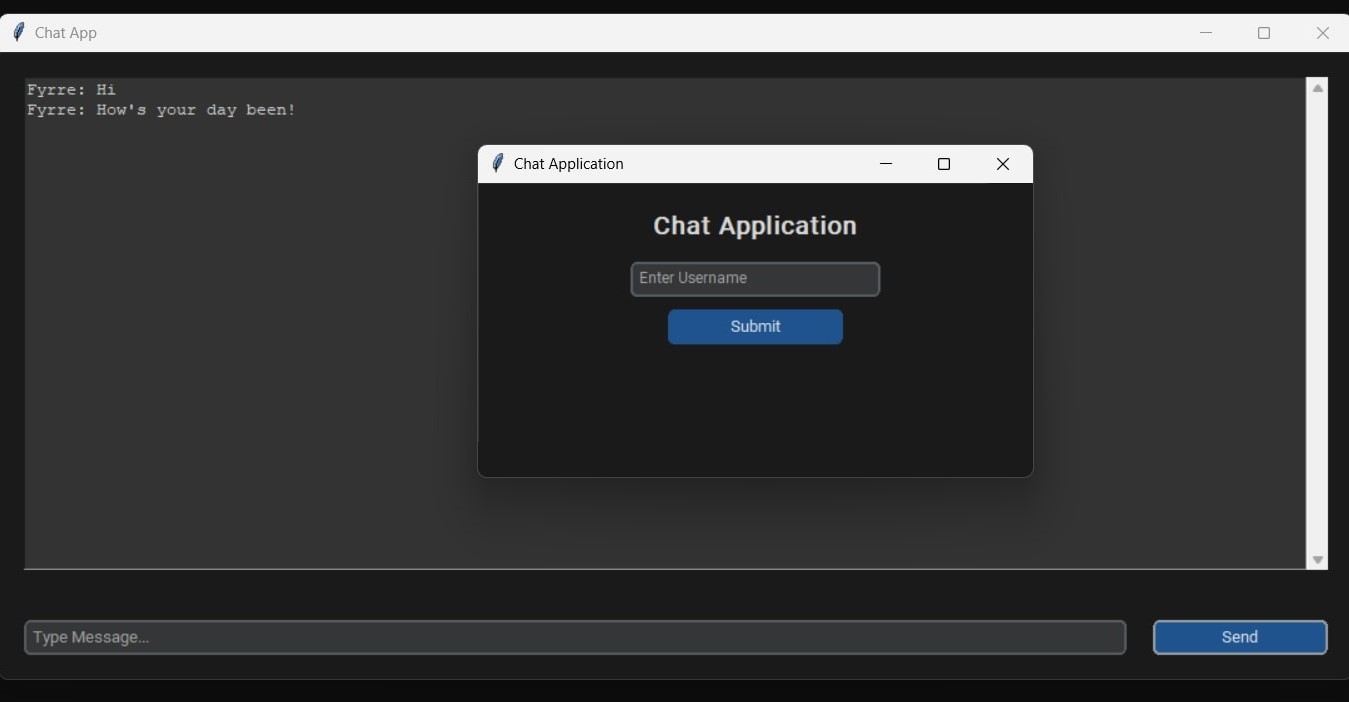 Chat App
Fyrre: Hi
Fyrre: How's your day been!
Chat Application
Chat Application
Enter Username
Submit
Type Message...
Send